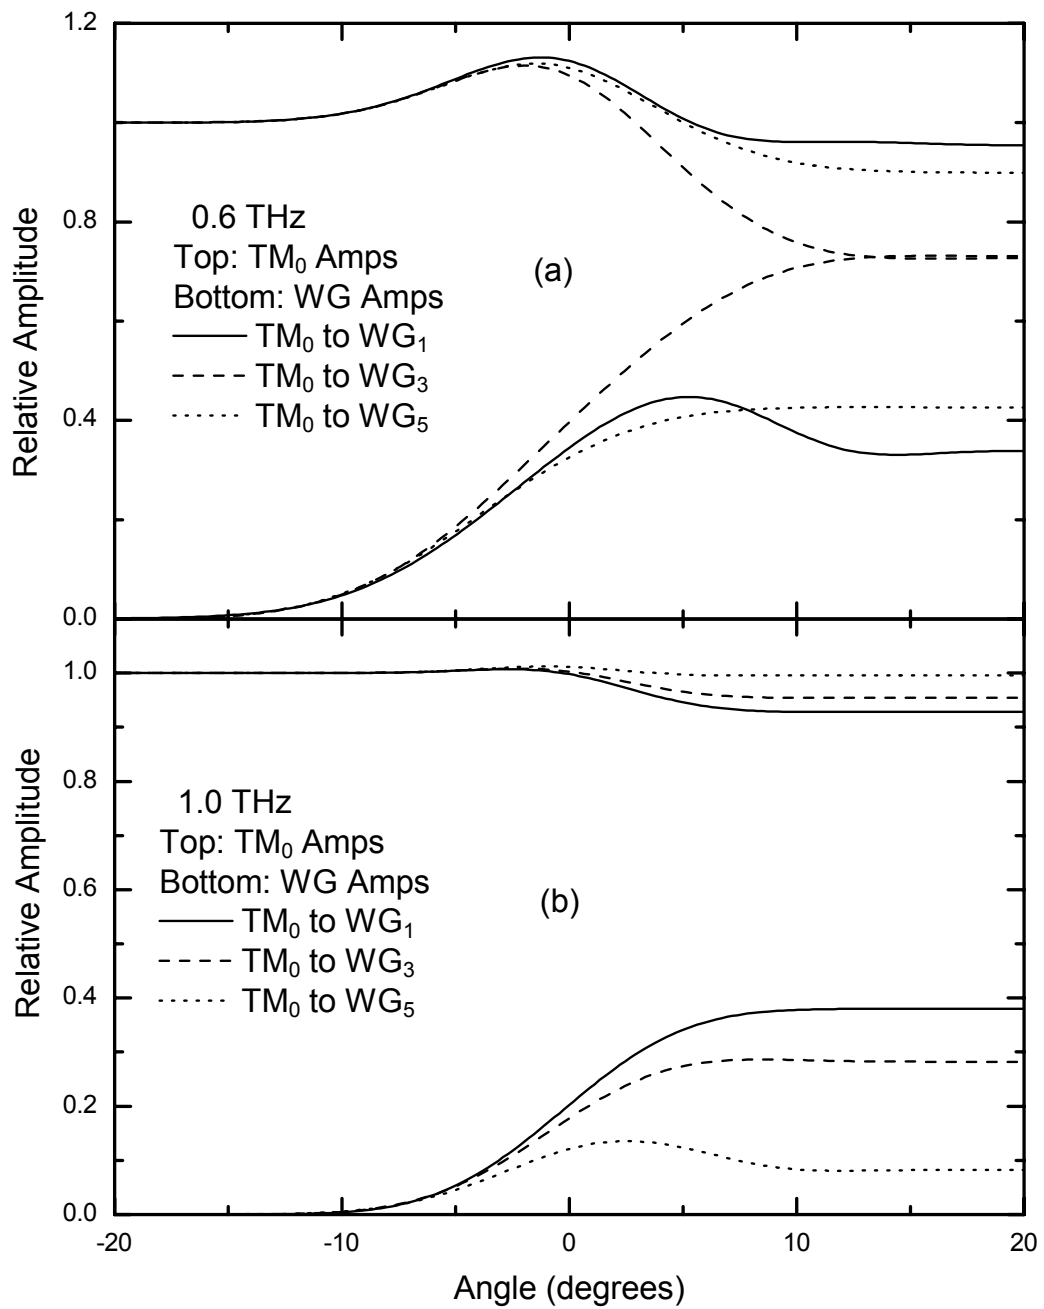 1.2
0.8
0.4
0.0
Relative Amplitude
0.6 THz
Top: TM₀ Amps
Bottom: WG Amps
TM₀ to WG₁
TM₀ to WG₃
TM₀ to WG₅
(a)
1.0
0.8
0.6
0.4
0.2
0.0
Relative Amplitude
1.0 THz
Top: TM₀ Amps
Bottom: WG Amps
TM₀ to WG₁
TM₀ to WG₃
TM₀ to WG₅
(b)
-20 -10 0 10 20
Angle (degrees)